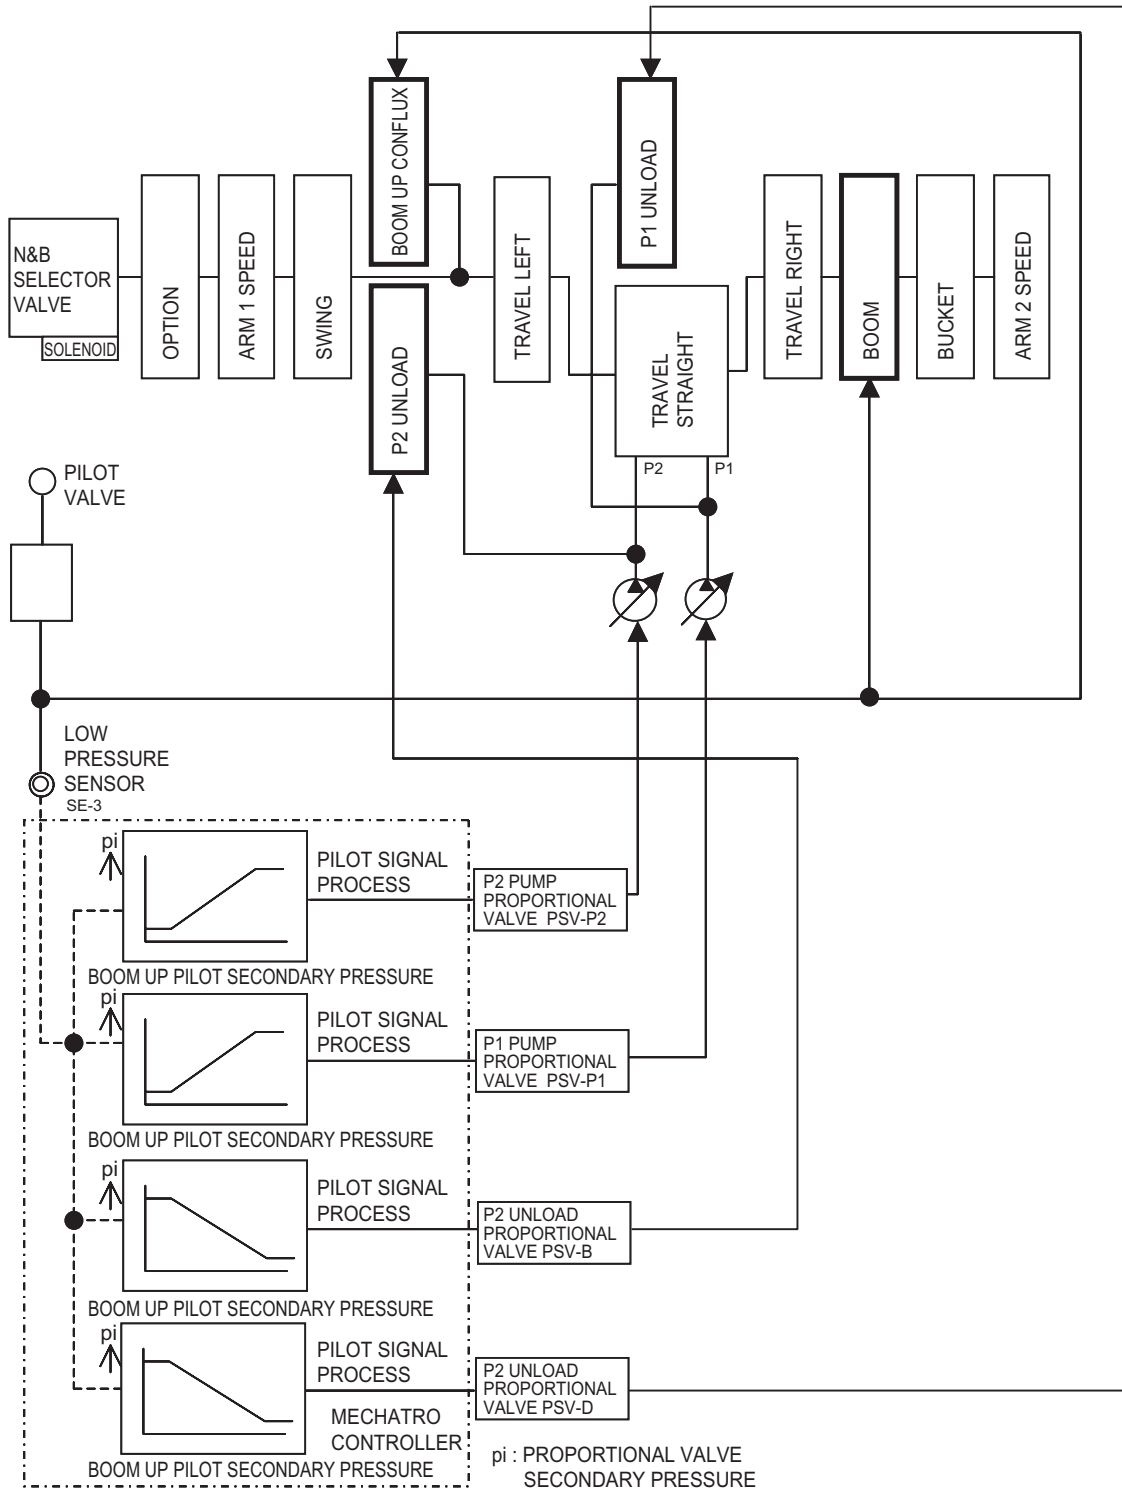 BOOM UP CONFLUX
P1 UNLOAD
N&B
SELECTOR
VALVE
SOLENOID
OPTION
ARM 1 SPEED
SWING
P2 UNLOAD
TRAVEL LEFT
TRAVEL
STRAIGHT
TRAVEL RIGHT
BOOM
BUCKET
ARM 2 SPEED
P2
P1
PILOT
VALVE
LOW
PRESSURE
SENSOR
SE-3
pi
PILOT SIGNAL
PROCESS
P2 PUMP
PROPORTIONAL
VALVE PSV-P2
BOOM UP PILOT SECONDARY PRESSURE
pi
PILOT SIGNAL
PROCESS
P1 PUMP
PROPORTIONAL
VALVE PSV-P1
BOOM UP PILOT SECONDARY PRESSURE
pi
PILOT SIGNAL
PROCESS
P2 UNLOAD
PROPORTIONAL
VALVE PSV-B
BOOM UP PILOT SECONDARY PRESSURE
pi
PILOT SIGNAL
PROCESS
P2 UNLOAD
PROPORTIONAL
VALVE PSV-D
MECHATRO
CONTROLLER
BOOM UP PILOT SECONDARY PRESSURE
pi : PROPORTIONAL VALVE
SECONDARY PRESSURE